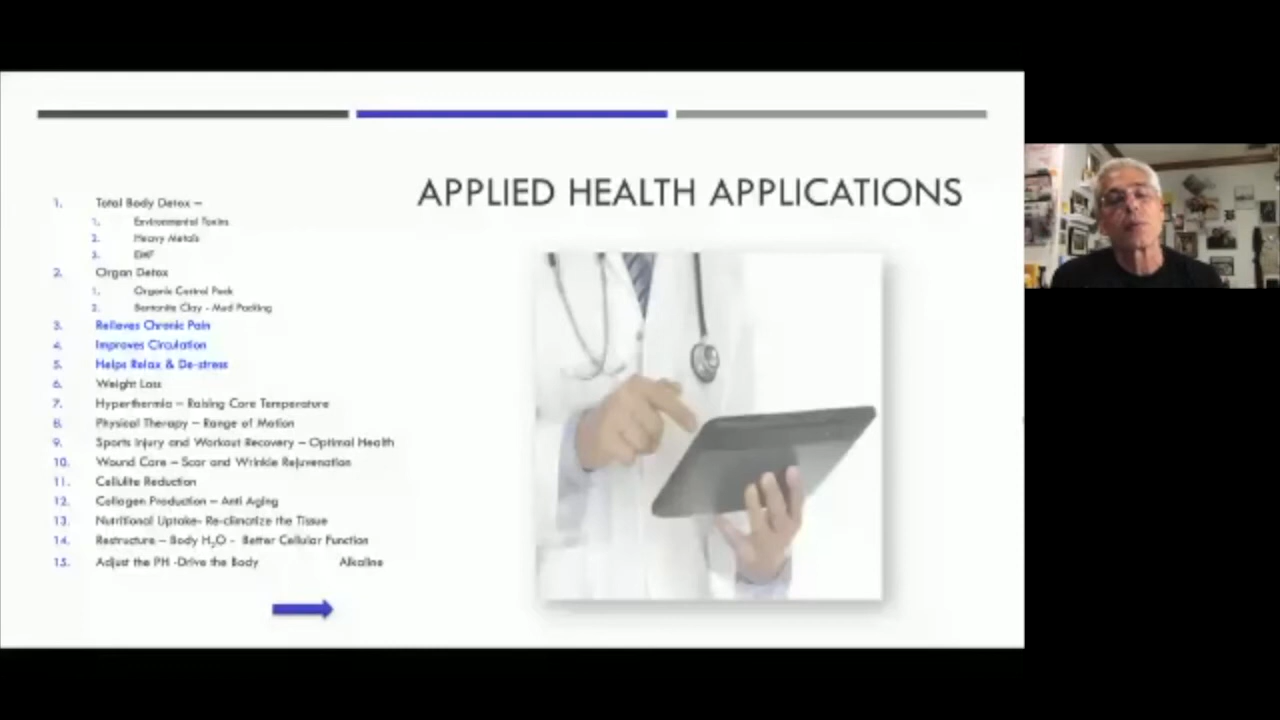 APPLIED HEALTH APPLICATIONS
1. Total Body Detox –
1. Environmental Toxins
2. Heavy Metals
3. EMF
2. Organ Detox
1. Organic Castrol Pack
2. Bentonite Clay - Mud Packing
3. Relieves Chronic Pain
4. Improves Circulation
5. Helps Relax & De-stress
6. Weight Loss
7. Hyperthermia – Raising Core Temperature
8. Physical Therapy – Range of Motion
9. Sports Injury and Workout Recovery – Optimal Health
10. Wound Care – Scar and Wrinkle Rejuvenation
11. Cellulite Reduction
12. Collagen Production – Anti Aging
13. Nutritional Uptake- Re-climatize the Tissue
14. Restructure – Body H₂O - Better Cellular Function
15. Adjust the PH -Drive the Body Alkaline